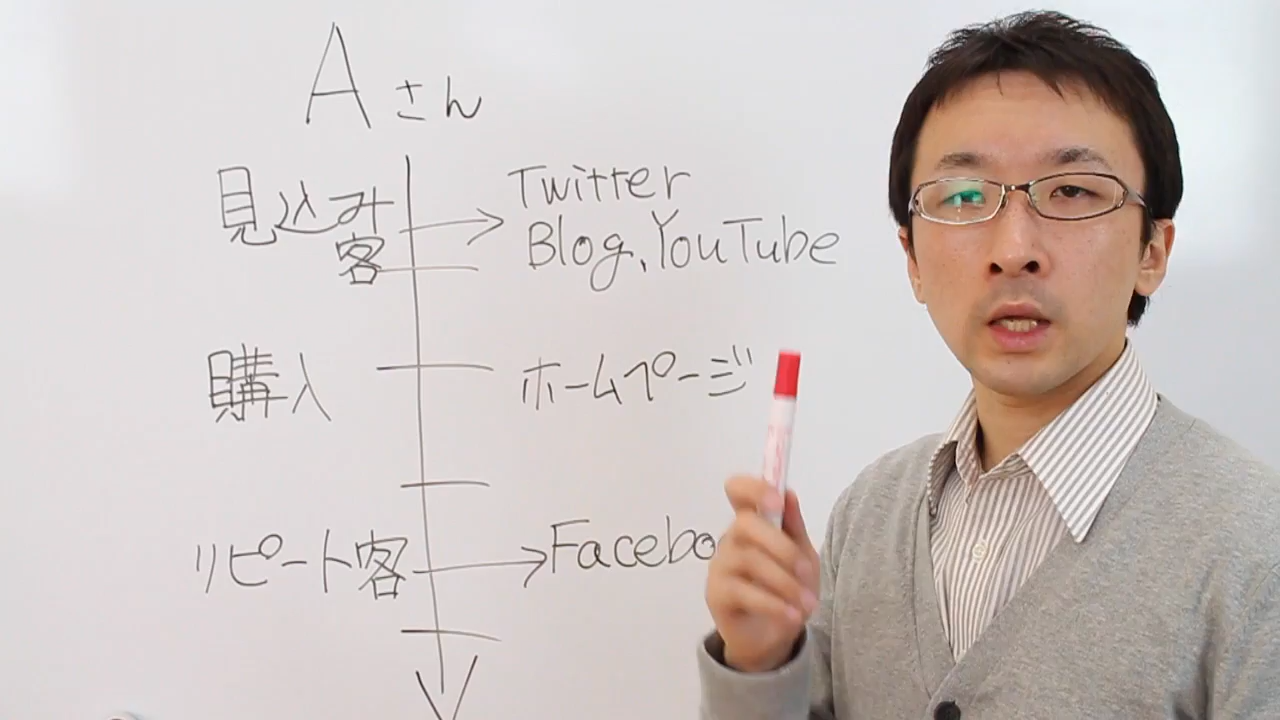 Aさん
見込み客
Twitter
Blog, YouTube
購入
ホームページ
リピート客
Facebo